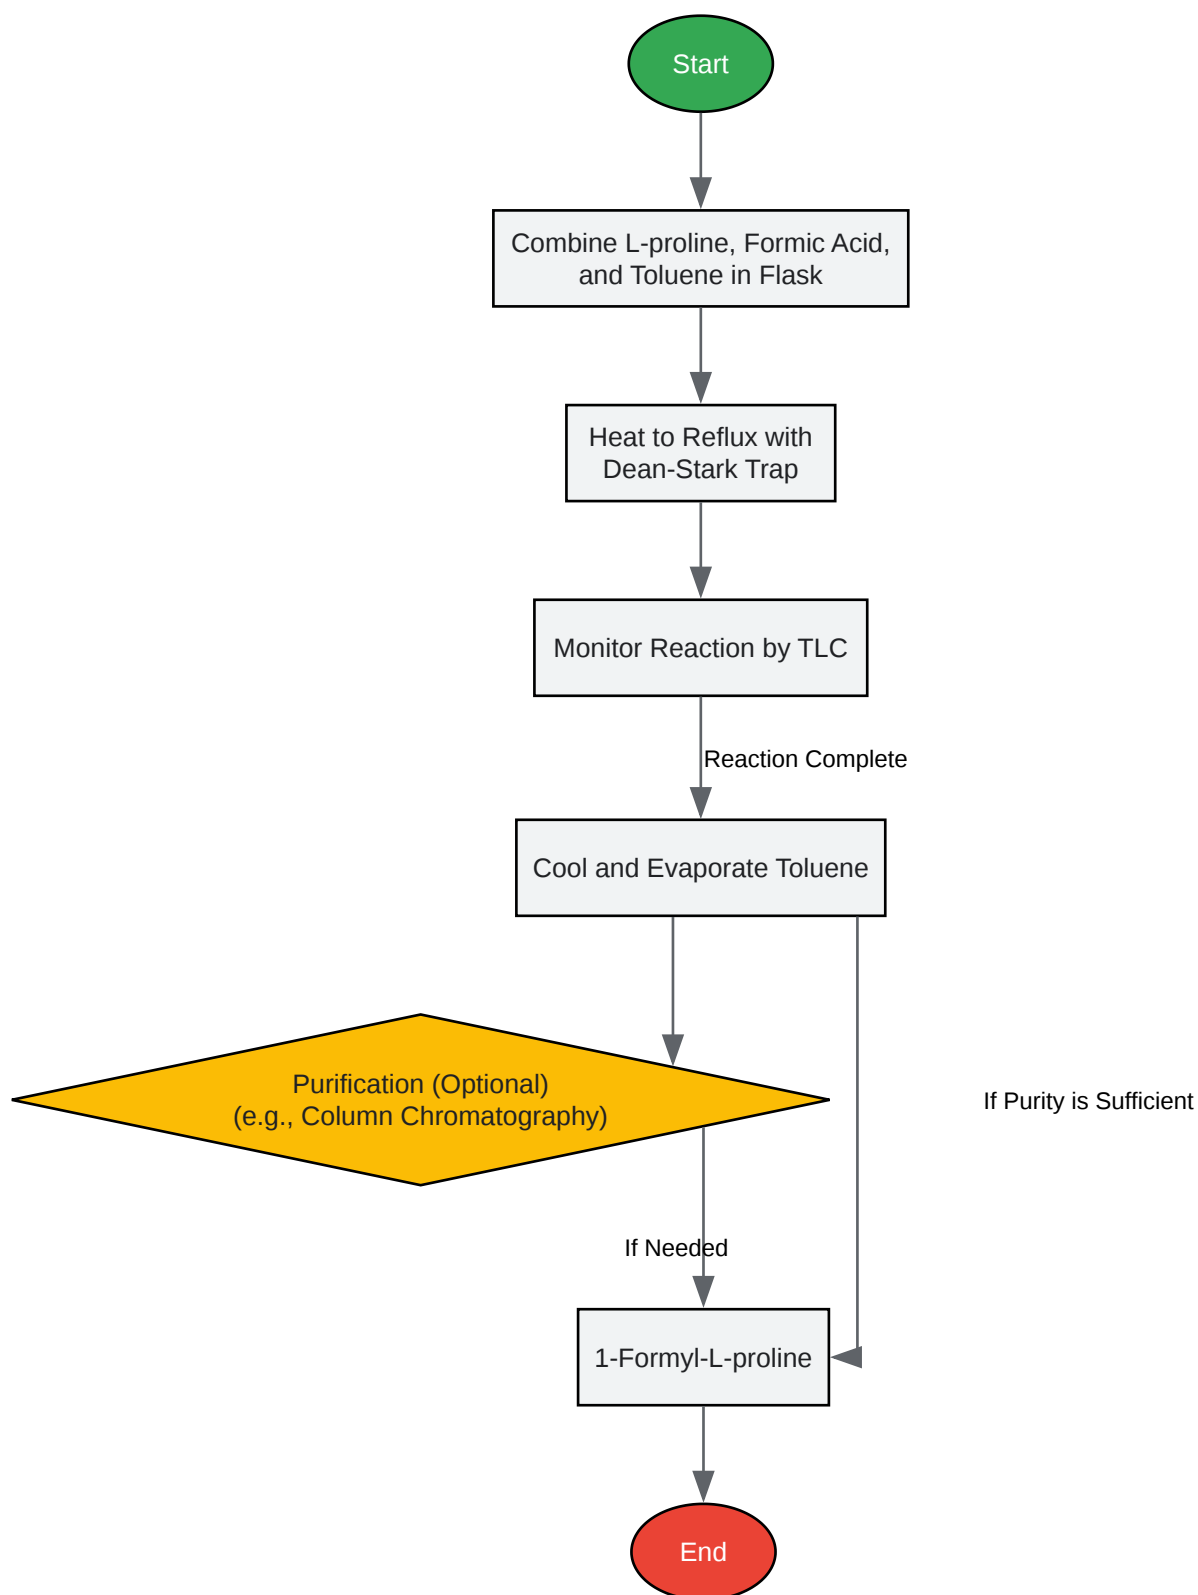 Start
Combine L-proline, Formic Acid,
and Toluene in Flask
Heat to Reflux with
Dean-Stark Trap
Monitor Reaction by TLC
Reaction Complete
Cool and Evaporate Toluene
Purification (Optional)
(e.g., Column Chromatography)
If Purity is Sufficient
If Needed
1-Formyl-L-proline
End